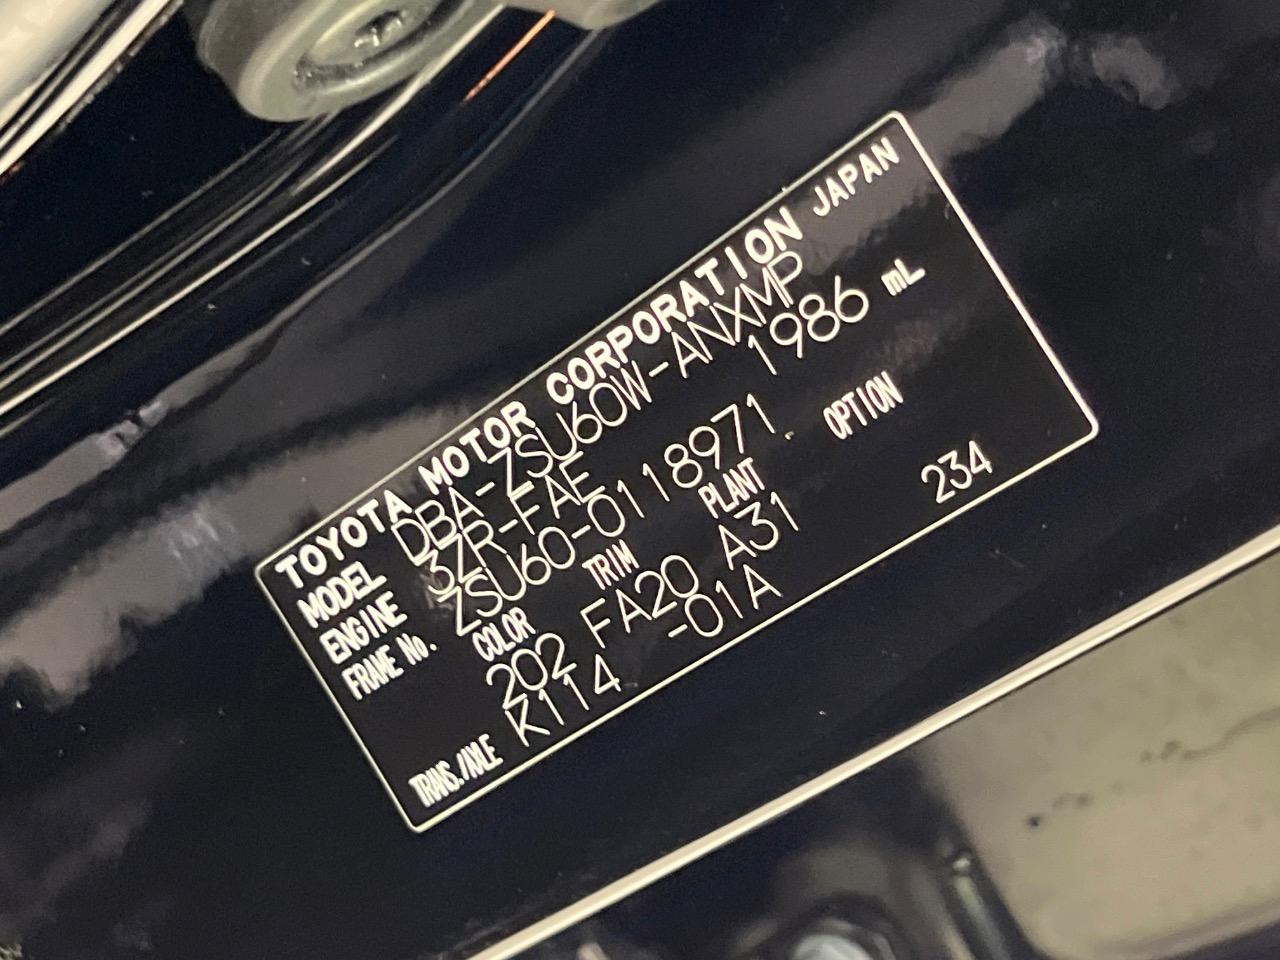 TOYOTA MOTOR CORPORATION JAPAN
MODEL DBA-ZSU60W-ANXMP
ENGINE 3ZR-FAE 1986 mL
FRAME No. ZSU60-0118971
COLOR TRIM PLANT OPTION
202 FA20 A31 234
TRANS./AXLE K114 -01A